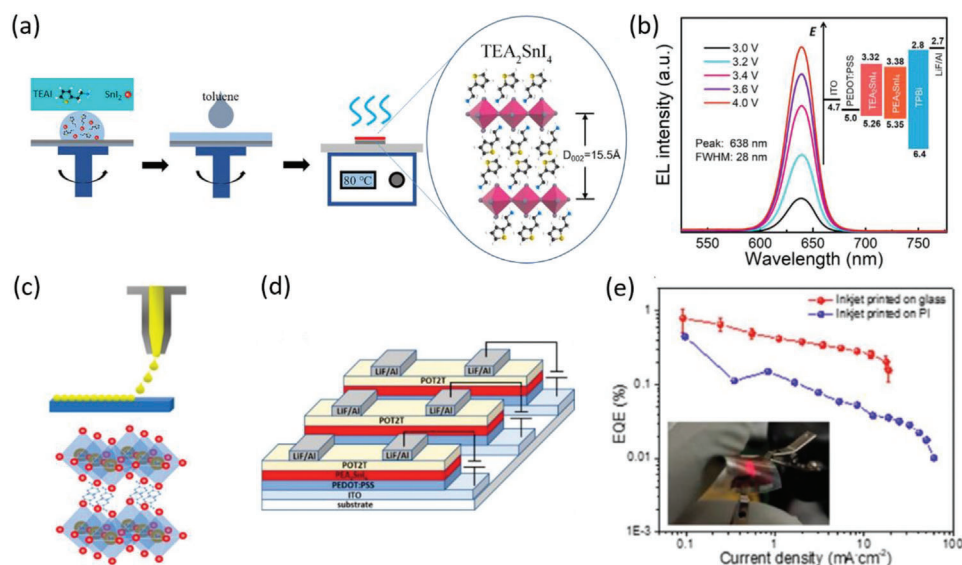 (a)
TEAI
SnI₂
toluene
80 ℃
TEA₂SnI₄
D₀₀₂=15.5Å
(b)
EL intensity (a.u.)
3.0 V
3.2 V
3.4 V
3.6 V
4.0 V
Peak: 638 nm
FWHM: 28 nm
E
ITO
4.7
PEDOT:PSS
5.0
3.32
TEA₂SnI₄
5.26
3.38
PEA₂SnI₄
5.35
2.8
TPBi
6.4
2.7
LiF/Al
550 600 650 700 750
Wavelength (nm)
(c)
(d)
LiF/Al LiF/Al
POT2T
LiF/Al LiF/Al
POT2T
LiF/Al LiF/Al
POT2T
PEA₂SnI₄
PEDOT:PSS
ITO
substrate
(e)
EQE (%)
Inkjet printed on glass
Inkjet printed on PI
1
0.1
0.01
1E-3
0.1 1 10 100
Current density (mA·cm⁻²)